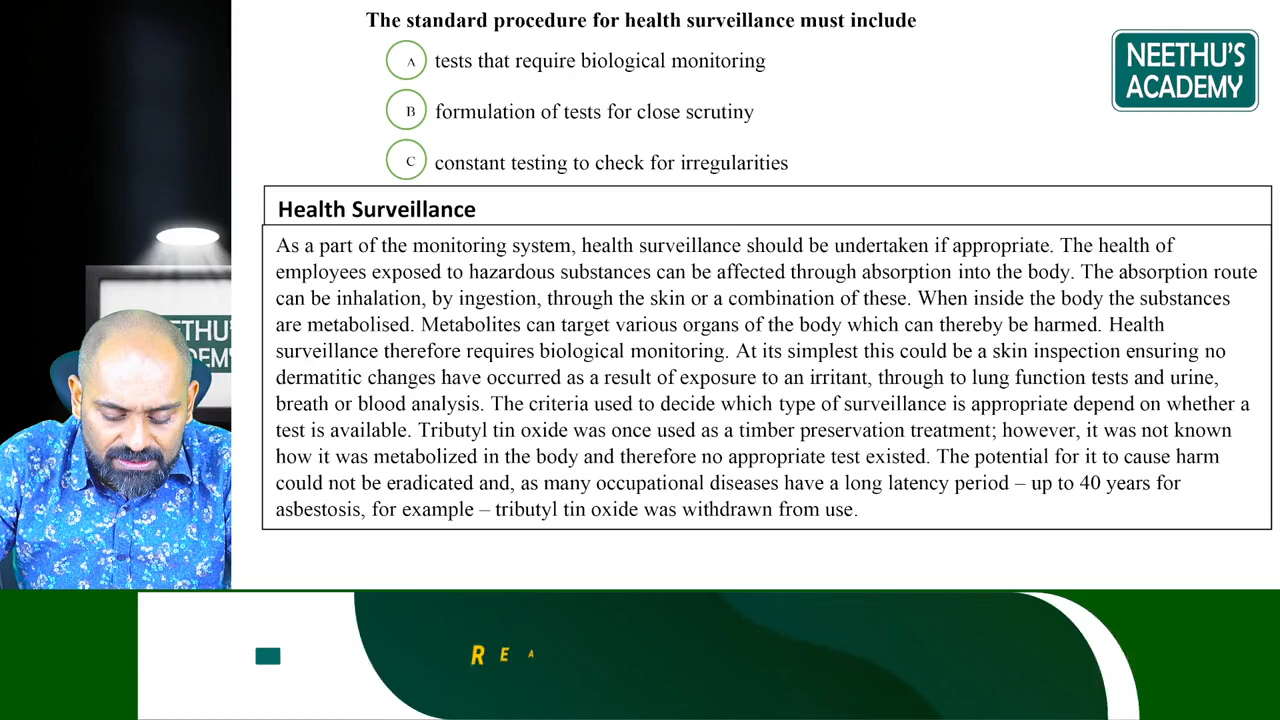 The standard procedure for health surveillance must include
A tests that require biological monitoring
B formulation of tests for close scrutiny
C constant testing to check for irregularities
NEETHU'S
ACADEMY
Health Surveillance
As a part of the monitoring system, health surveillance should be undertaken if appropriate. The health of
employees exposed to hazardous substances can be affected through absorption into the body. The absorption route
can be inhalation, by ingestion, through the skin or a combination of these. When inside the body the substances
are metabolised. Metabolites can target various organs of the body which can thereby be harmed. Health
surveillance therefore requires biological monitoring. At its simplest this could be a skin inspection ensuring no
dermatitic changes have occurred as a result of exposure to an irritant, through to lung function tests and urine,
breath or blood analysis. The criteria used to decide which type of surveillance is appropriate depend on whether a
test is available. Tributyl tin oxide was once used as a timber preservation treatment; however, it was not known
how it was metabolized in the body and therefore no appropriate test existed. The potential for it to cause harm
could not be eradicated and, as many occupational diseases have a long latency period – up to 40 years for
asbestosis, for example – tributyl tin oxide was withdrawn from use.
R E A